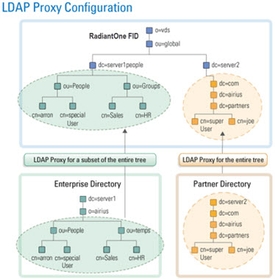 LDAP Proxy Configuration
RadiantOne FID
o=vds
ou=global
dc=server1people
dc=server2
ou=People
ou=Groups
dc=com
dc=airius
dc=partners
cn=arron
cn=special User
cn=Sales
cn=HR
cn=super User
cn=joe
LDAP Proxy for a subset of the entire tree
LDAP Proxy for the entire tree
Enterprise Directory
Partner Directory
dc=server1
o=airius
dc=server2
dc=com
dc=airius
dc=partners
ou=People
ou=temps
cn=arron
cn=special User
cn=Sales
cn=HR
cn=super User
cn=joe